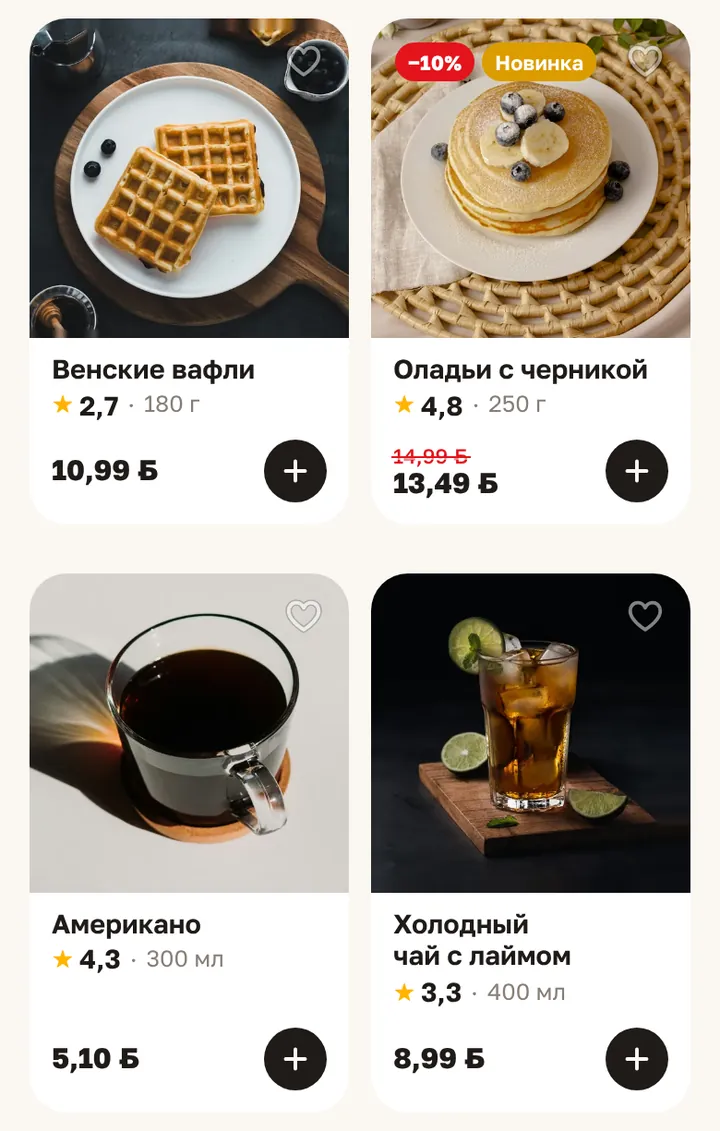 −10% Новинка
Венские вафли
2,7 · 180 г
10,99 Б
Оладьи с черникой
4,8 · 250 г
14,99 Б
13,49 Б
Американо
4,3 · 300 мл
5,10 Б
Холодный
чай с лаймом
3,3 · 400 мл
8,99 Б